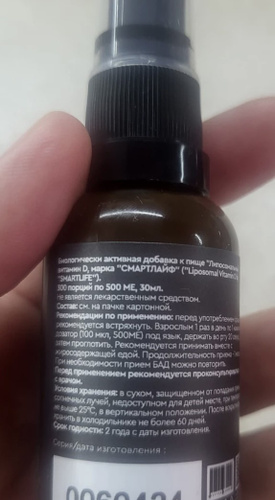 Биологически активная добавка к пище "Липосомальный
витамин D, марка "СМАРТЛАЙФ" ("Liposomal Vitamin D
"SMARTLIFE").
300 порций по 500 МЕ, 30мл.
Не является лекарственным средством.
Состав: см. на пачке картонной.
Рекомендации по применению: перед употреблением
рекомендуется встряхнуть. Взрослым 1 раз в день по 1
(100 мкл, 500МЕ) под язык, держать во рту
затем проглотить. Рекомендуется принимать вместе с
жиросодержащей едой. Продолжительность приема
При необходимости прием БАД можно повторить.
Перед применением рекомендуется проконсультироваться
с врачом.
Условия хранения: в сухом, защищенном от попадания
солнечных лучей, недоступном для детей месте, при
не выше 25°С, в вертикальном положении. После
хранить в холодильнике не более 60 дней.
Срок годности: 2 года с даты изготовления.
Серия/дата изготовления: